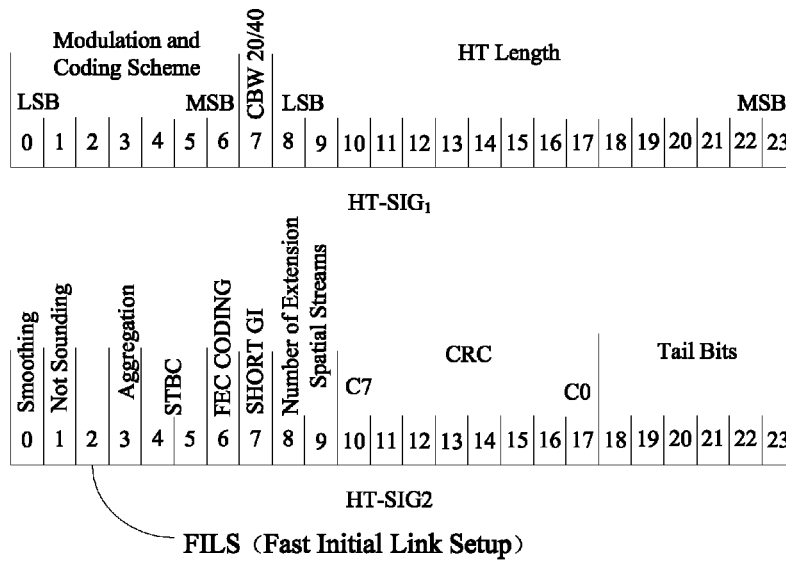 Modulation and
Coding Scheme
CBW 20/40
HT Length
LSB MSB LSB MSB
0 1 2 3 4 5 6 7 8 9 10 11 12 13 14 15 16 17 18 19 20 21 22 23
HT-SIG₁
Smoothing
Not Sounding
Aggregation
STBC
FEC CODING
SHORT GI
Number of Extension
Spatial Streams
CRC
Tail Bits
C7 C0
0 1 2 3 4 5 6 7 8 9 10 11 12 13 14 15 16 17 18 19 20 21 22 23
HT-SIG2
FILS（Fast Initial Link Setup）